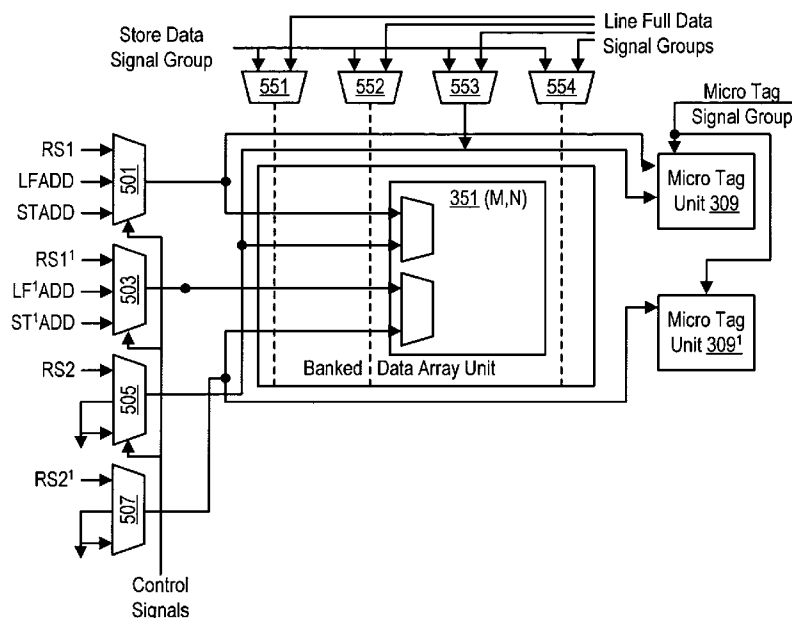 Store Data
Signal Group
Line Full Data
Signal Groups
551
552
553
554
Micro Tag
Signal Group
RS1
LFADD
STADD
501
351 (M,N)
Micro Tag
Unit 309
RS1¹
LF¹ADD
ST¹ADD
503
Micro Tag
Unit 309¹
RS2
505
Banked Data Array Unit
RS2¹
507
Control
Signals